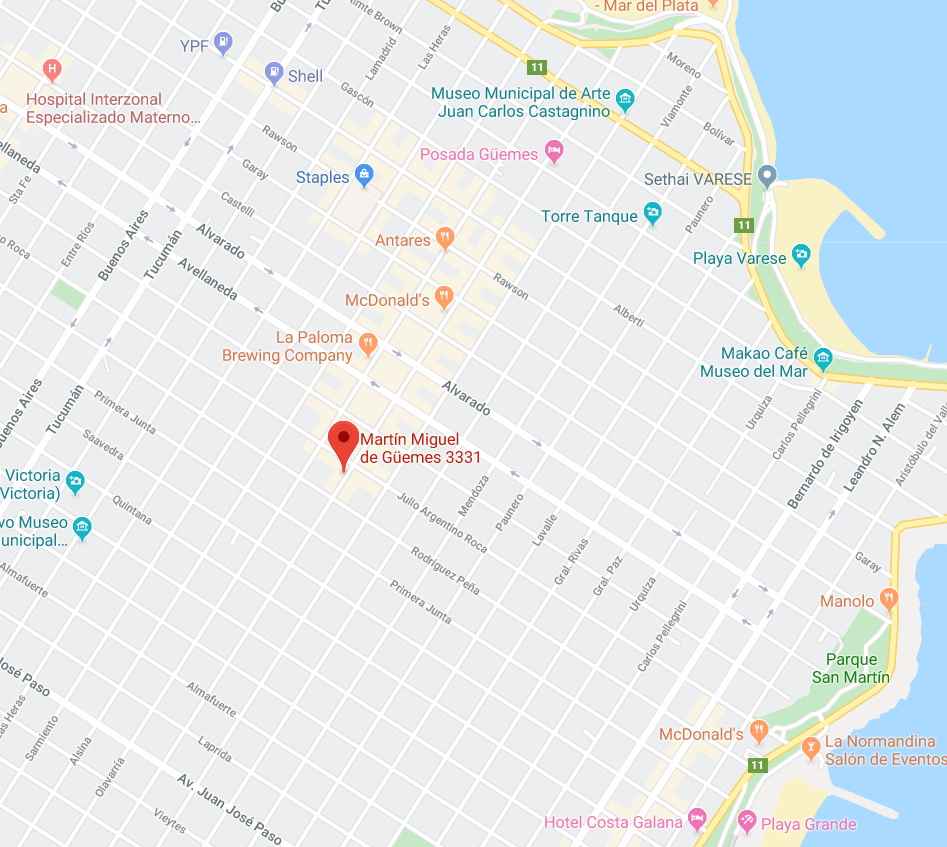 - Mar del Plata
Almte Brown
Las Heras
Lamadrid
YPF
Shell
11
Moreno
Gascón
Hospital Interzonal
Especializado Materno...
Museo Municipal de Arte
Juan Carlos Castagnino
Viamonte
Bolívar
Rawson
Posada Güemes
Garay
Staples
Sethai VARESE
Sta Fe
Castelli
Torre Tanque
Paunero
11
Entre Ríos
Buenos Aires
Tucumán
Alvarado
Antares
Playa Varese
Avellaneda
Rawson
McDonald's
Alberti
La Paloma
Brewing Company
Makao Café
Museo del Mar
Alvarado
Tucumán
Primera Junta
Urquiza
Carlos Pellegrini
Bernardo de Irigoyen
Leandro N. Alem
Saavedra
Martín Miguel
de Güemes 3331
Victoria
Victoria)
Quintana
Mendoza
Paunero
Julio Argentino Roca
Lavalle
vo Museo
unicipal...
Rodríguez Peña
Gral. Rivas
Gral. Paz
Urquiza
Garay
Almafuerte
Primera Junta
Carlos Pellegrini
Manolo
Parque
San Martín
José Paso
Almafuerte
Las Heras
Sarmiento
Alsina
Olavarría
Laprida
McDonald's
La Normandina
Salón de Eventos
11
Av. Juan José Paso
Vieytes
Hotel Costa Galana
Playa Grande